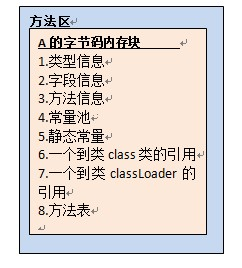 方法区
A 的字节码内存块
1.类型信息
2.字段信息
3.方法信息
4.常量池
5.静态常量
6.一个到类 class 类的引用
7.一个到类 classLoader 的
引用
8.方法表